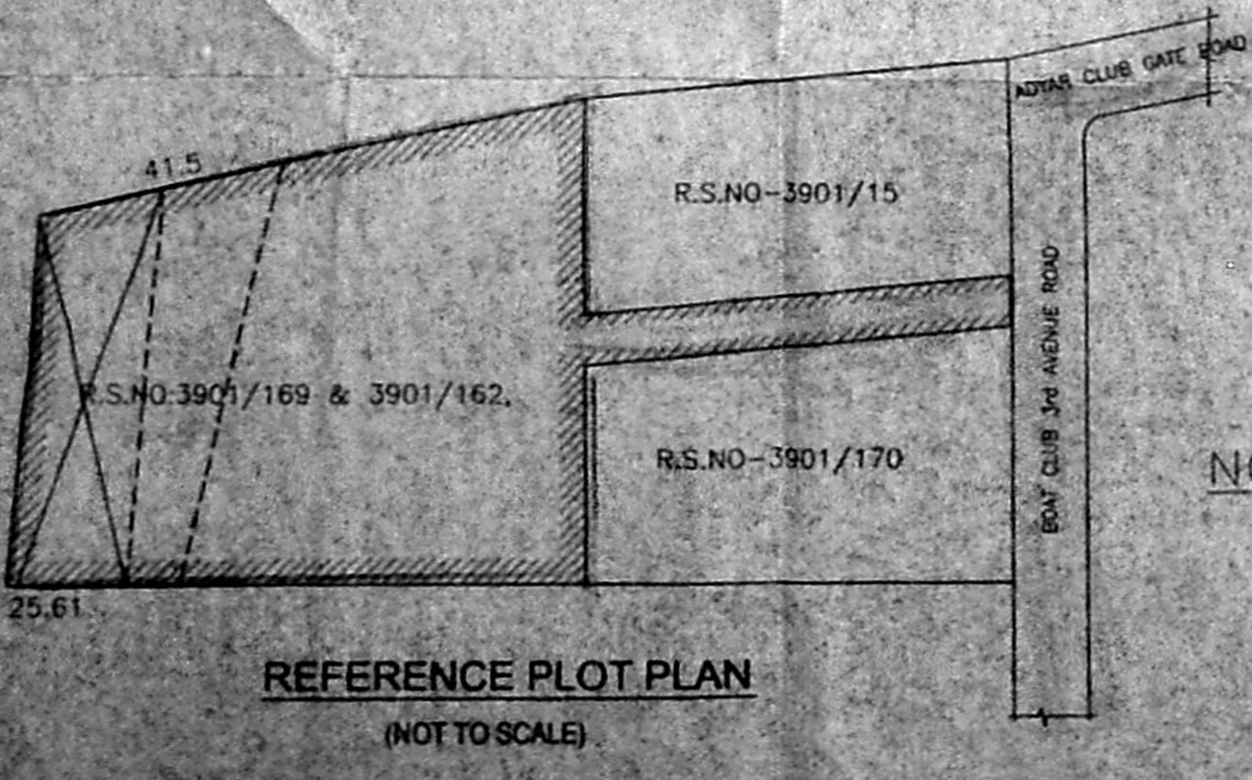 ADYAR CLUB GATE ROAD
41.5
R.S.NO-3901/15
BOAT CLUB 3rd AVENUE ROAD
R.S.NO:3901/169 & 3901/162.
R.S.NO-3901/170
25.61
REFERENCE PLOT PLAN
(NOT TO SCALE)